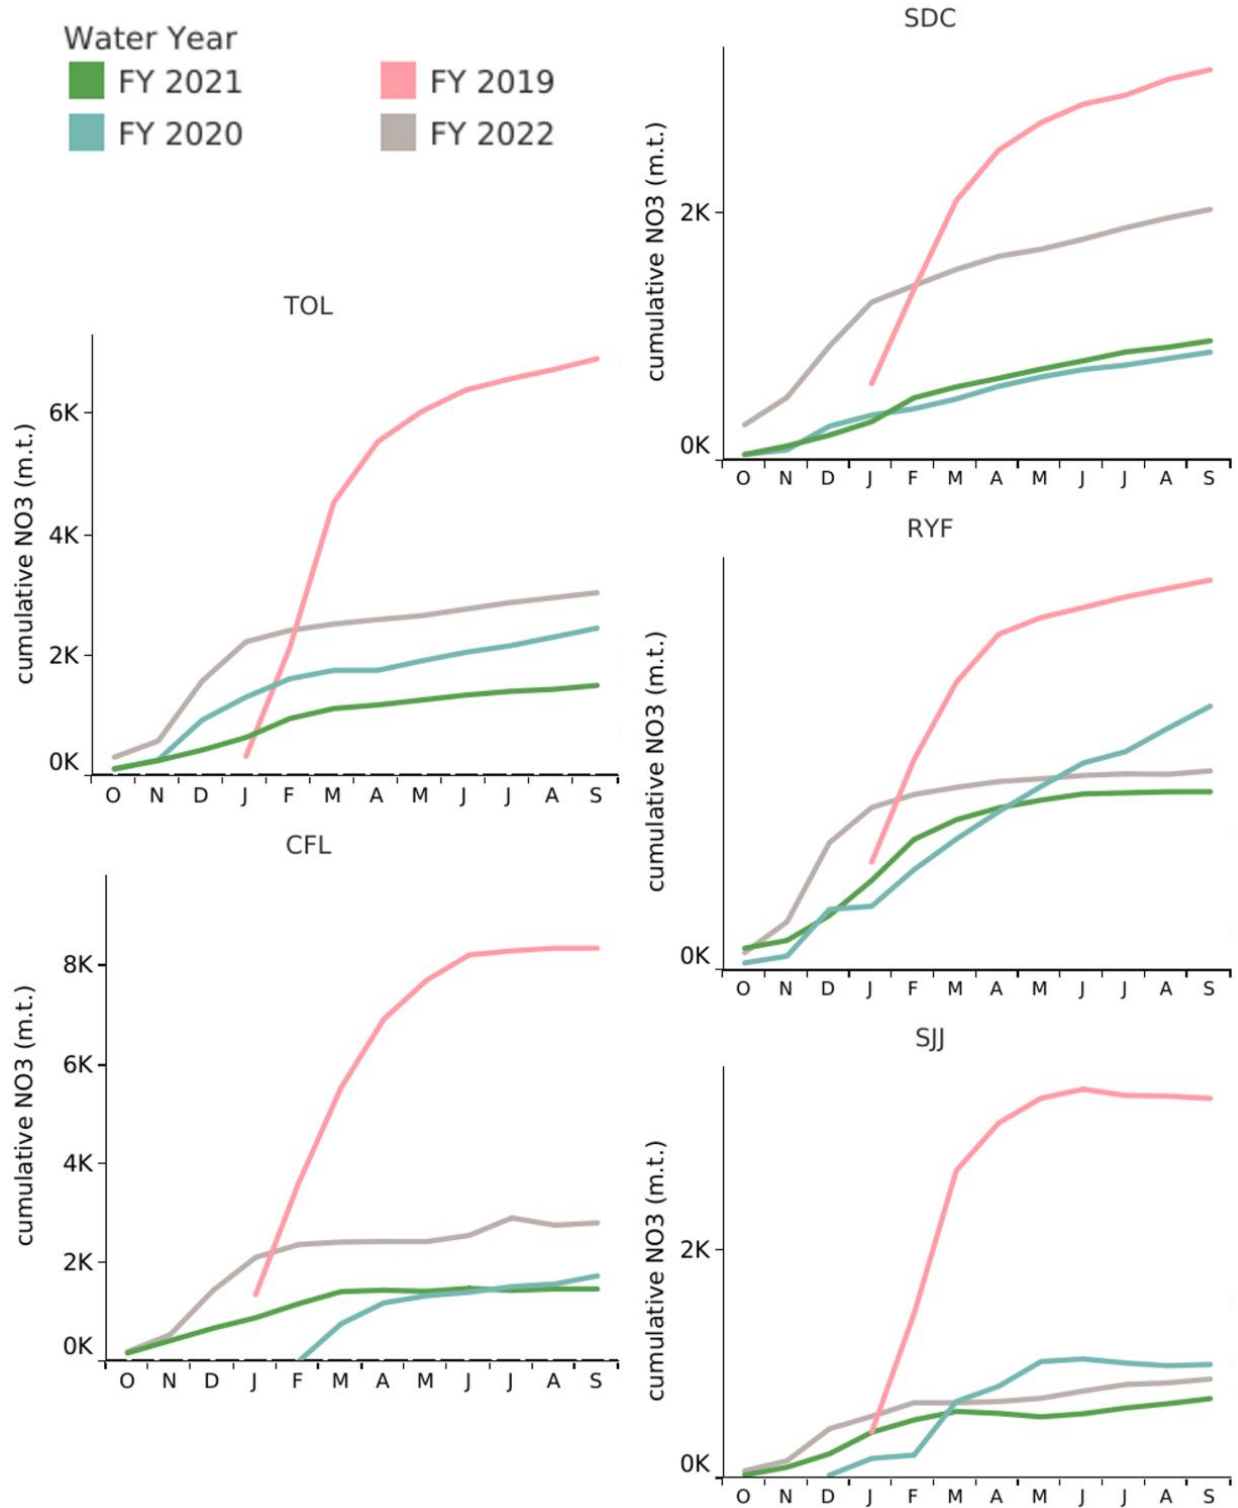 Water Year
FY 2021 FY 2019
FY 2020 FY 2022
SDC
cumulative NO3 (m.t.)
2K
0K
O N D J F M A M J J A S
TOL
cumulative NO3 (m.t.)
6K
4K
2K
0K
O N D J F M A M J J A S
RYF
cumulative NO3 (m.t.)
0K
O N D J F M A M J J A S
CFL
cumulative NO3 (m.t.)
8K
6K
4K
2K
0K
O N D J F M A M J J A S
SJJ
cumulative NO3 (m.t.)
2K
0K
O N D J F M A M J J A S